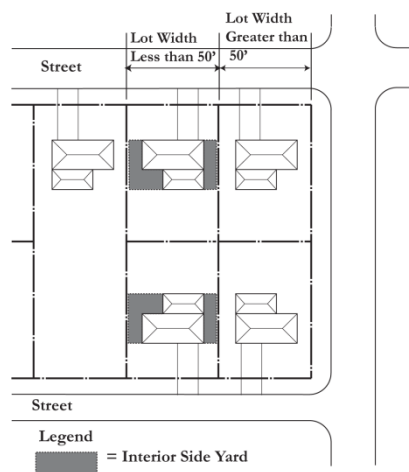 Lot Width
Less than 50'
Lot Width
Greater than
50'
Street
Street
Legend
= Interior Side Yard